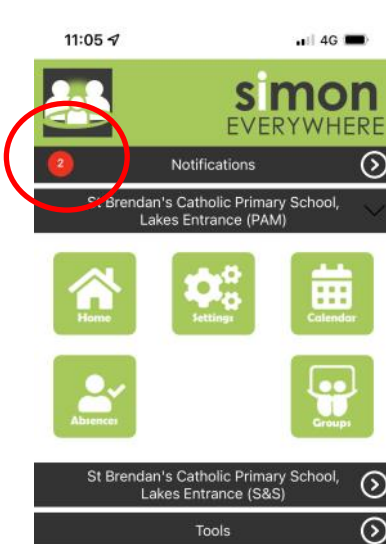 11:05
4G
simon
EVERYWHERE
2
Notifications
St Brendan's Catholic Primary School,
Lakes Entrance (PAM)
Home
Settings
Calendar
Absences
Groups
St Brendan's Catholic Primary School,
Lakes Entrance (S&S)
Tools